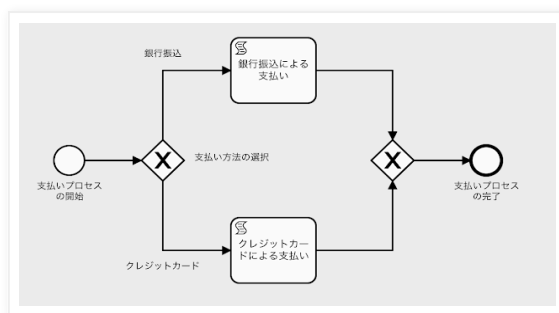 銀行振込
銀行振込による
支払い
支払い方法の選択
支払いプロセス
の開始
支払いプロセス
の完了
クレジットカー
ドによる支払い
クレジットカード